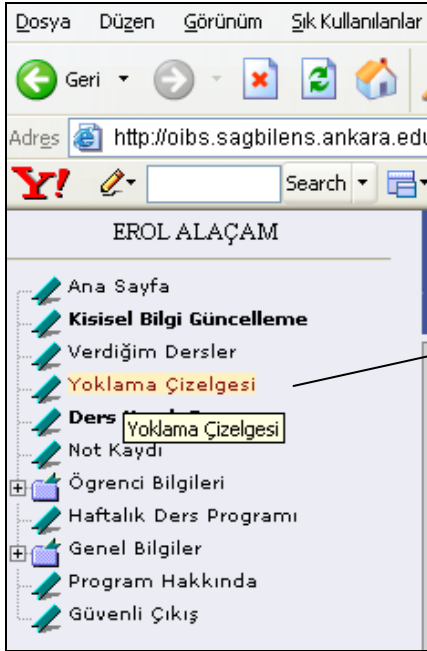 Dosya Düzen Görünüm Sık Kullanılanlar
Geri
Adres http://oibs.sagbilens.ankara.edu
Y! Search
EROL ALAÇAM
Ana Sayfa
Kisisel Bilgi Güncelleme
Verdiğim Dersler
Yoklama Çizelgesi
Ders
Yoklama Çizelgesi
Not Kaydı
Ögrenci Bilgileri
Haftalık Ders Programı
Genel Bilgiler
Program Hakkında
Güvenli Çıkış